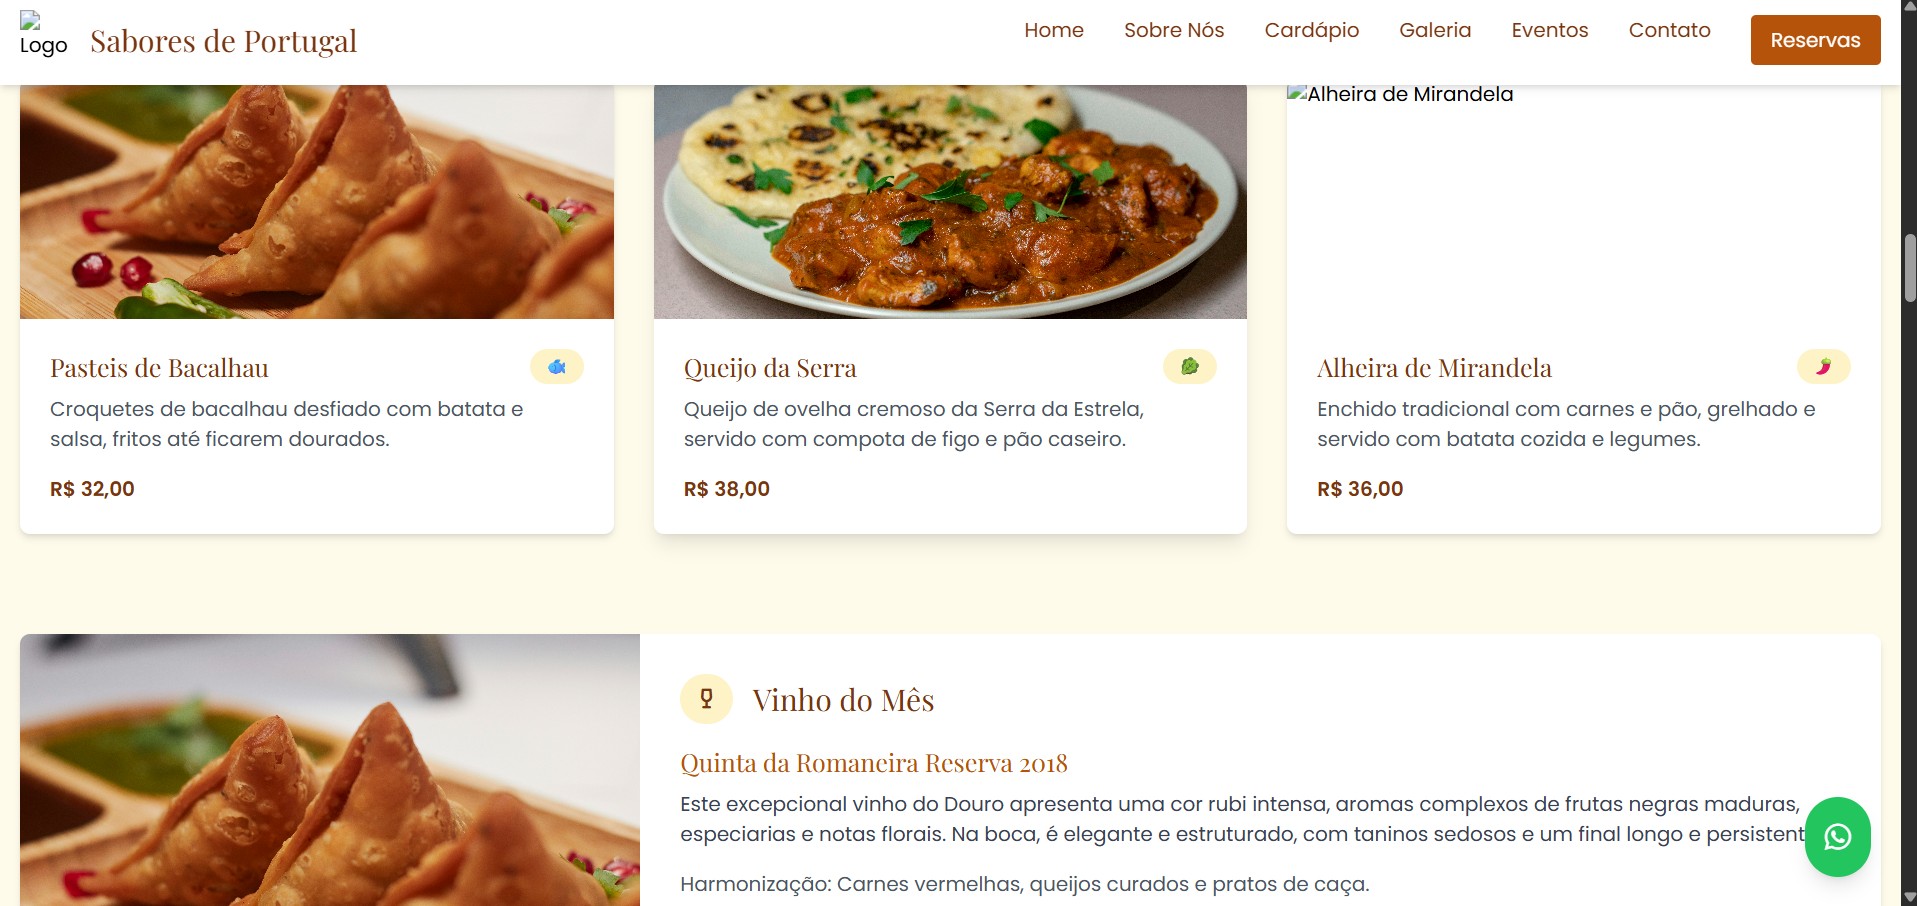 Logo
Sabores de Portugal
Home
Sobre Nós
Cardápio
Galeria
Eventos
Contato
Reservas
Alheira de Mirandela
Pasteis de Bacalhau
Croquetes de bacalhau desfiado com batata e
salsa, fritos até ficarem dourados.
R$ 32,00
Queijo da Serra
Queijo de ovelha cremoso da Serra da Estrela,
servido com compota de figo e pão caseiro.
R$ 38,00
Alheira de Mirandela
Enchido tradicional com carnes e pão, grelhado e
servido com batata cozida e legumes.
R$ 36,00
Vinho do Mês
Quinta da Romaneira Reserva 2018
Este excepcional vinho do Douro apresenta uma cor rubi intensa, aromas complexos de frutas negras maduras,
especiarias e notas florais. Na boca, é elegante e estruturado, com taninos sedosos e um final longo e persistent
Harmonização: Carnes vermelhas, queijos curados e pratos de caça.